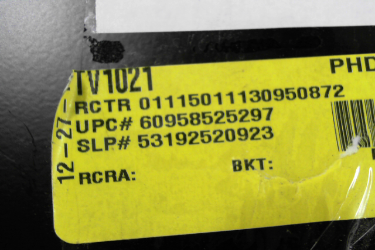 TV1021
PHD
RCTR 01115011130950872
UPC# 60958525297
SLP# 53192520923
RCRA:
BKT:
12-27-